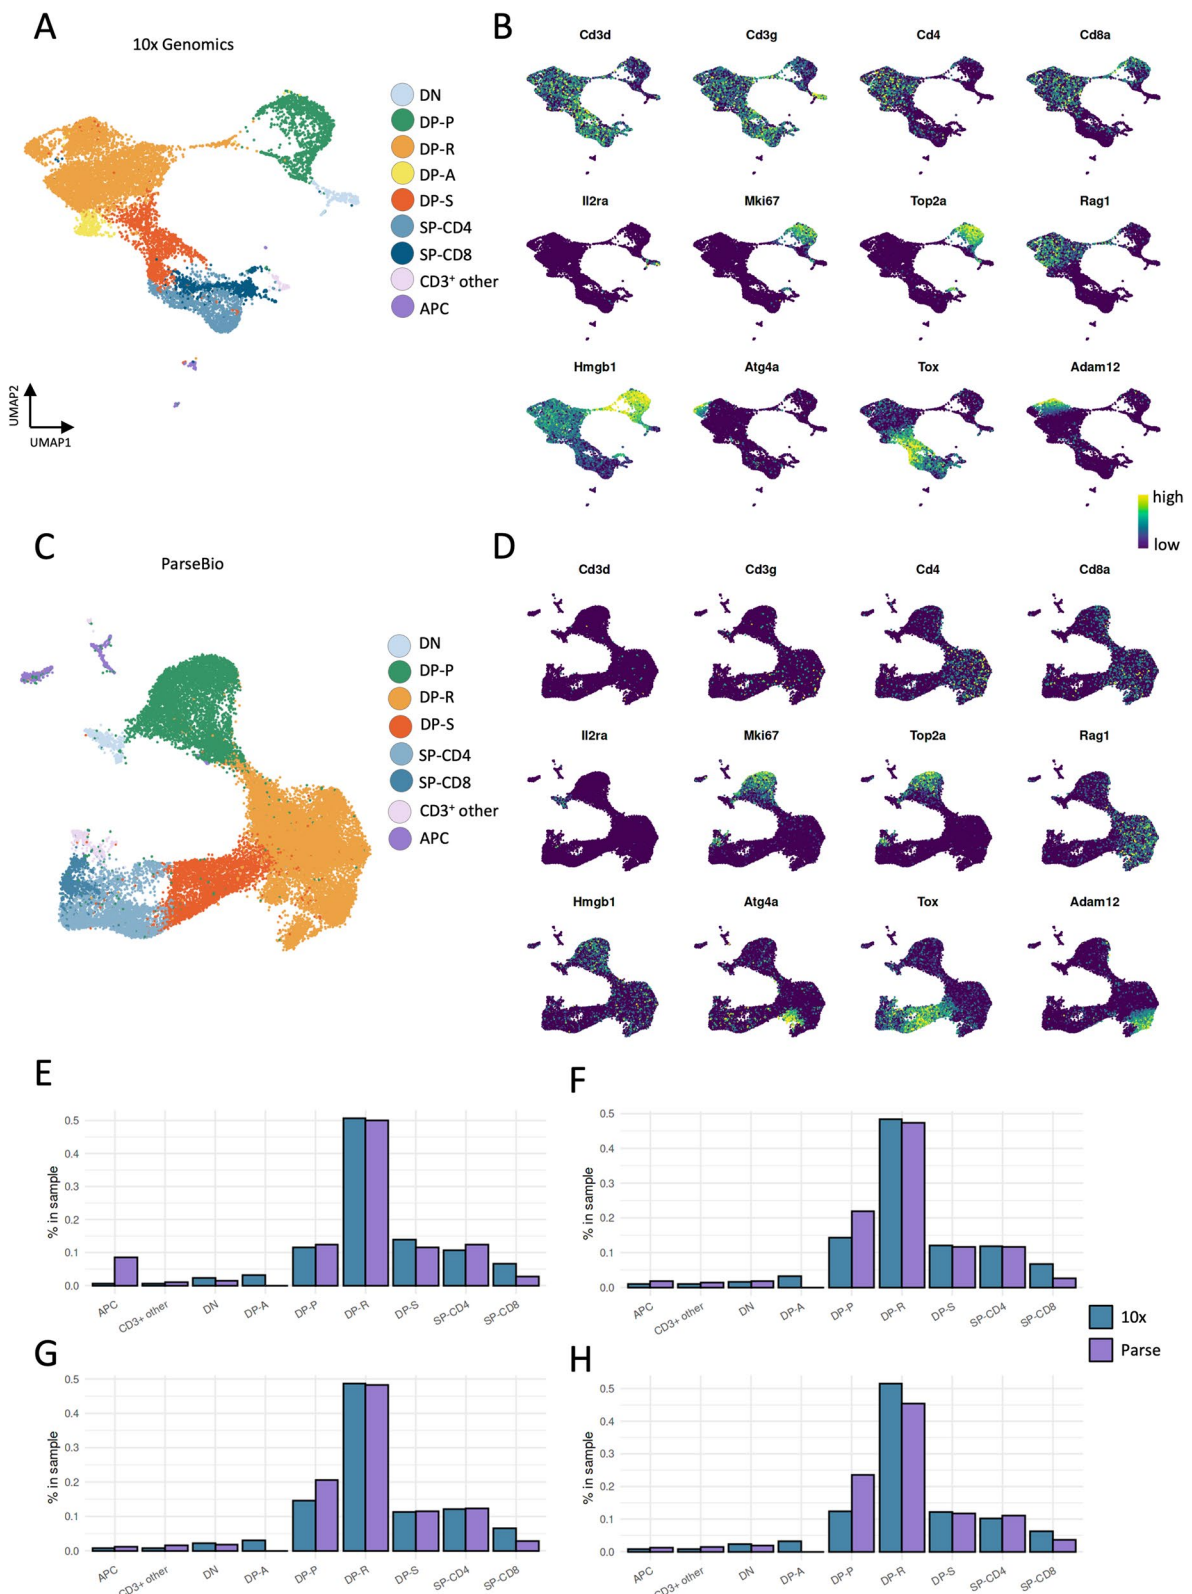 A
10x Genomics
DN
DP-P
DP-R
DP-A
DP-S
SP-CD4
SP-CD8
CD3⁺ other
APC
UMAP2
UMAP1
B
Cd3d Cd3g Cd4 Cd8a
Il2ra Mki67 Top2a Rag1
Hmgb1 Atg4a Tox Adam12
high
low
C
ParseBio
DN
DP-P
DP-R
DP-S
SP-CD4
SP-CD8
CD3⁺ other
APC
D
Cd3d Cd3g Cd4 Cd8a
Il2ra Mki67 Top2a Rag1
Hmgb1 Atg4a Tox Adam12
E
% in sample
0.5
0.4
0.3
0.2
0.1
0.0
APC CD3+ other DN DP-A DP-P DP-R DP-S SP-CD4 SP-CD8
F
% in sample
0.5
0.4
0.3
0.2
0.1
0.0
APC CD3+ other DN DP-A DP-P DP-R DP-S SP-CD4 SP-CD8
10x
Parse
G
% in sample
0.5
0.4
0.3
0.2
0.1
0.0
APC CD3+ other DN DP-A DP-P DP-R DP-S SP-CD4 SP-CD8
H
% in sample
0.5
0.4
0.3
0.2
0.1
0.0
APC CD3+ other DN DP-A DP-P DP-R DP-S SP-CD4 SP-CD8